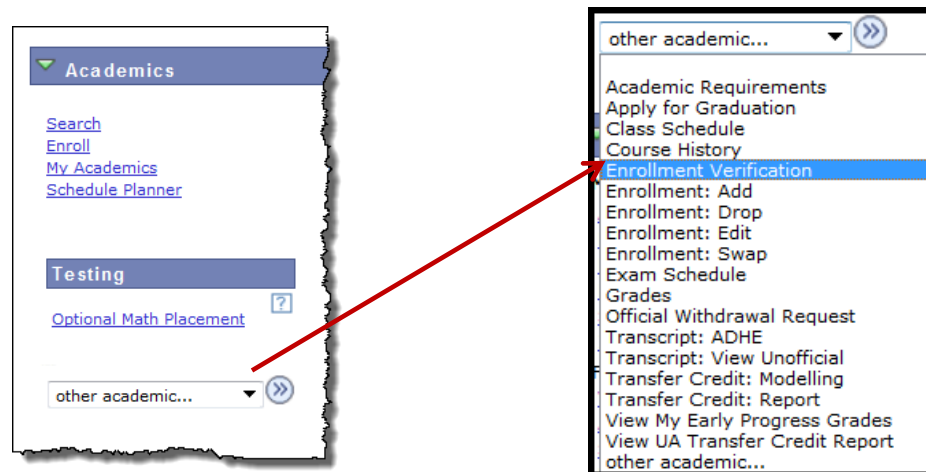 Academics
Search
Enroll
My Academics
Schedule Planner
Testing
?
Optional Math Placement
other academic...
other academic...
Academic Requirements
Apply for Graduation
Class Schedule
Course History
Enrollment Verification
Enrollment: Add
Enrollment: Drop
Enrollment: Edit
Enrollment: Swap
Exam Schedule
Grades
Official Withdrawal Request
Transcript: ADHE
Transcript: View Unofficial
Transfer Credit: Modelling
Transfer Credit: Report
View My Early Progress Grades
View UA Transfer Credit Report
other academic...